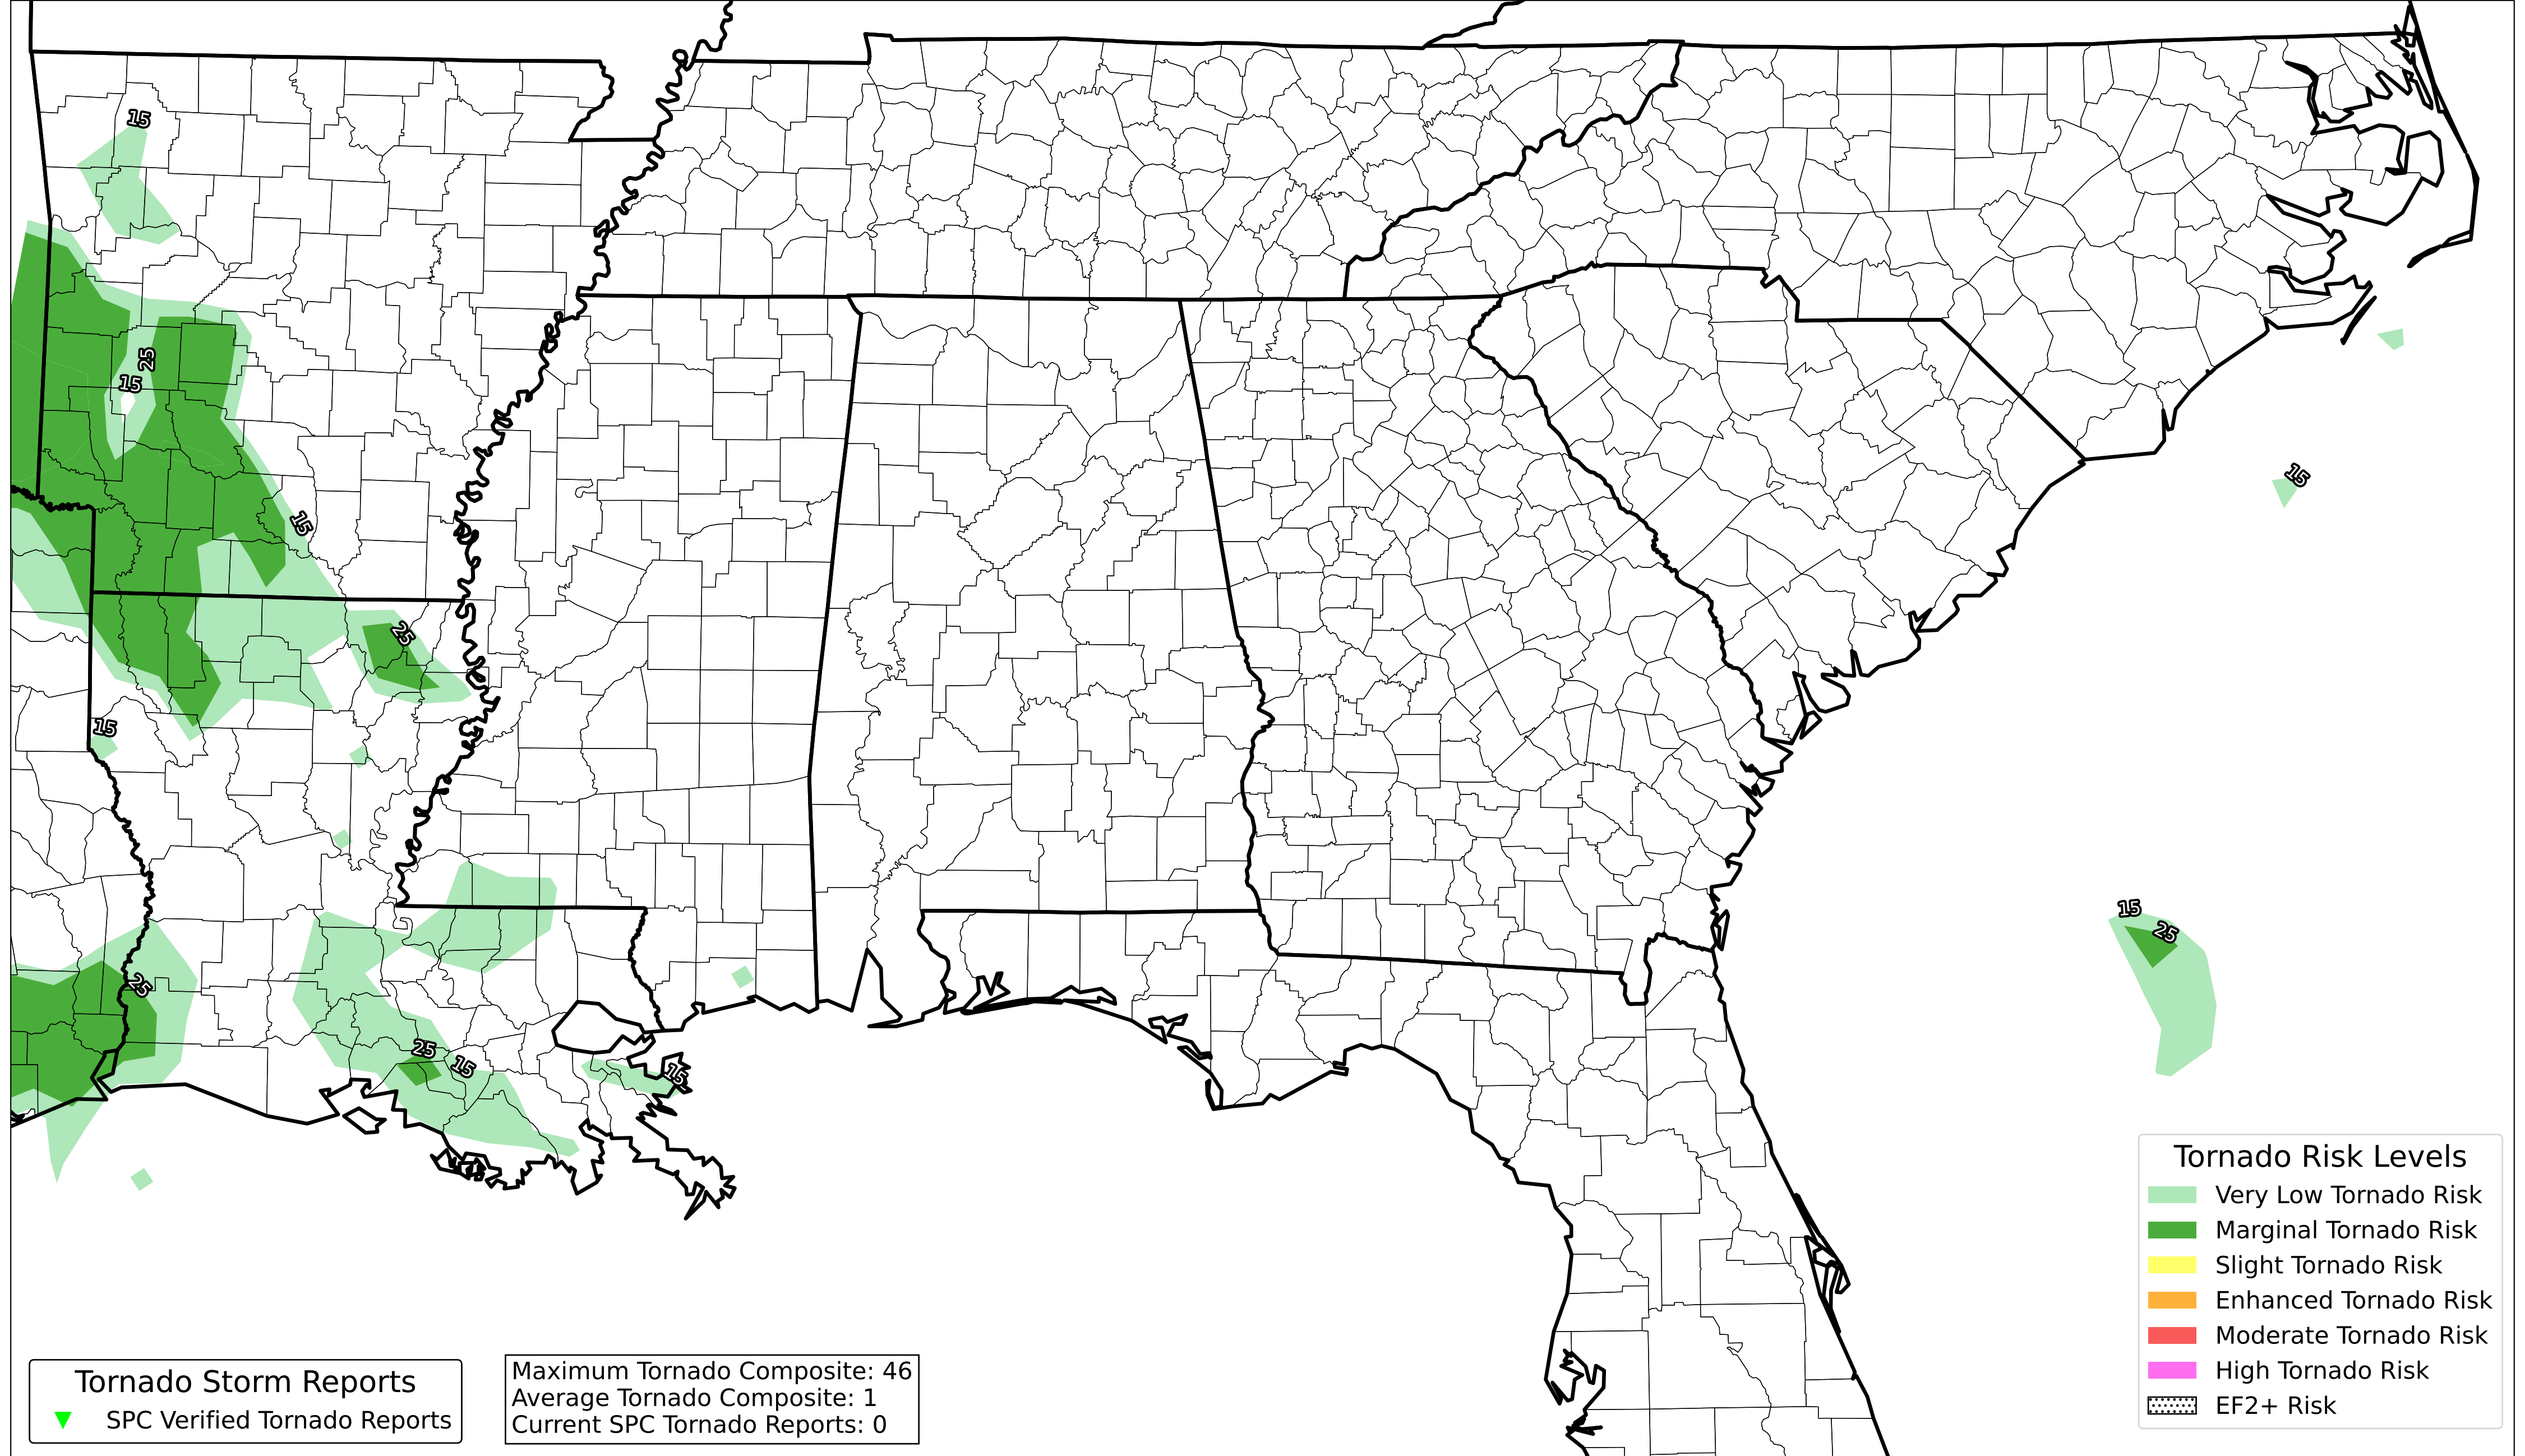 15
25
15
15
25
15
15
25
15
25
25
15
15
Tornado Risk Levels
Very Low Tornado Risk
Marginal Tornado Risk
Slight Tornado Risk
Enhanced Tornado Risk
Moderate Tornado Risk
High Tornado Risk
EF2+ Risk
Tornado Storm Reports
SPC Verified Tornado Reports
Maximum Tornado Composite: 46
Average Tornado Composite: 1
Current SPC Tornado Reports: 0